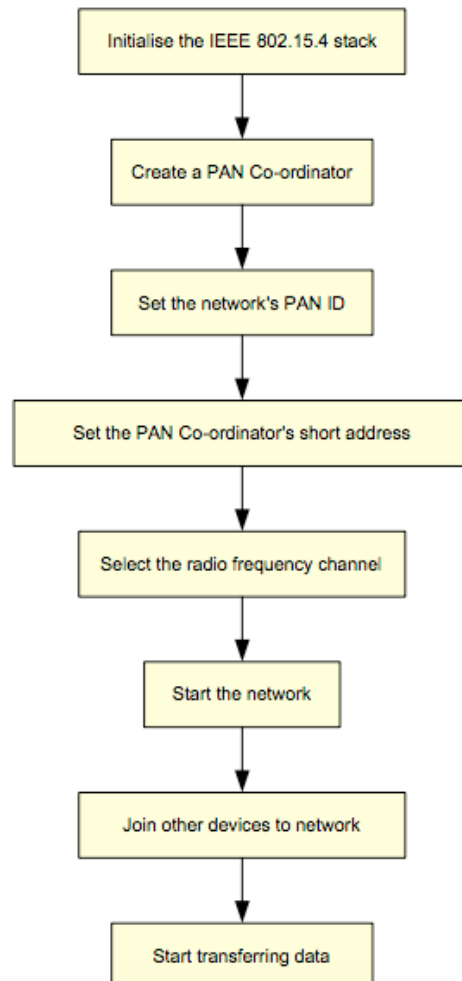 Initialise the IEEE 802.15.4 stack
Create a PAN Co-ordinator
Set the network's PAN ID
Set the PAN Co-ordinator's short address
Select the radio frequency channel
Start the network
Join other devices to network
Start transferring data